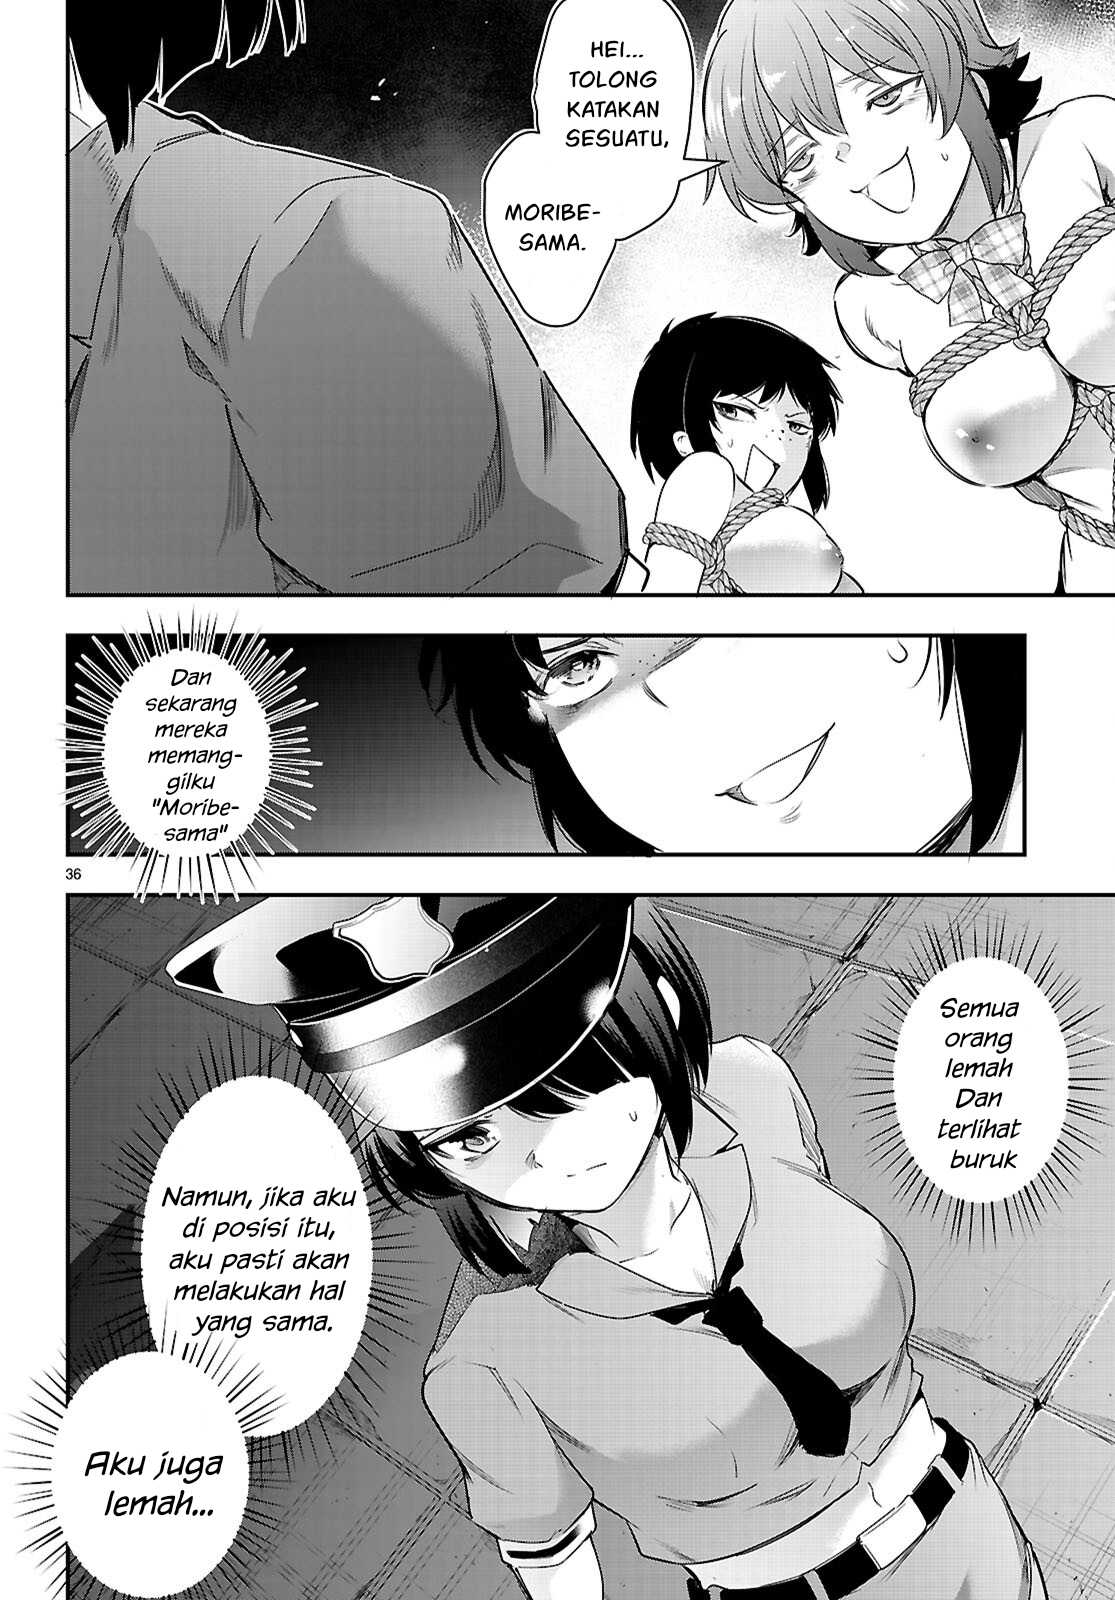 HEI...
TOLONG
KATAKAN
SESUATU,
MORIBE-
SAMA.
Dan
sekarang
mereka
memang-
gilku
"Moribe-
sama"
36
Semua
orang
lemah
Dan
terlihat
buruk
Namun, jika aku
di posisi itu,
aku pasti akan
melakukan hal
yang sama.
Aku juga
lemah...